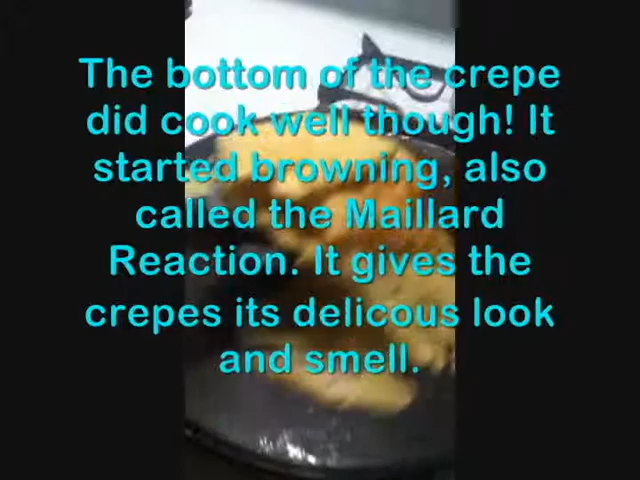 The bottom of the crepe
did cook well though! It
started browning, also
called the Maillard
Reaction. It gives the
crepes its delicous look
and smell.